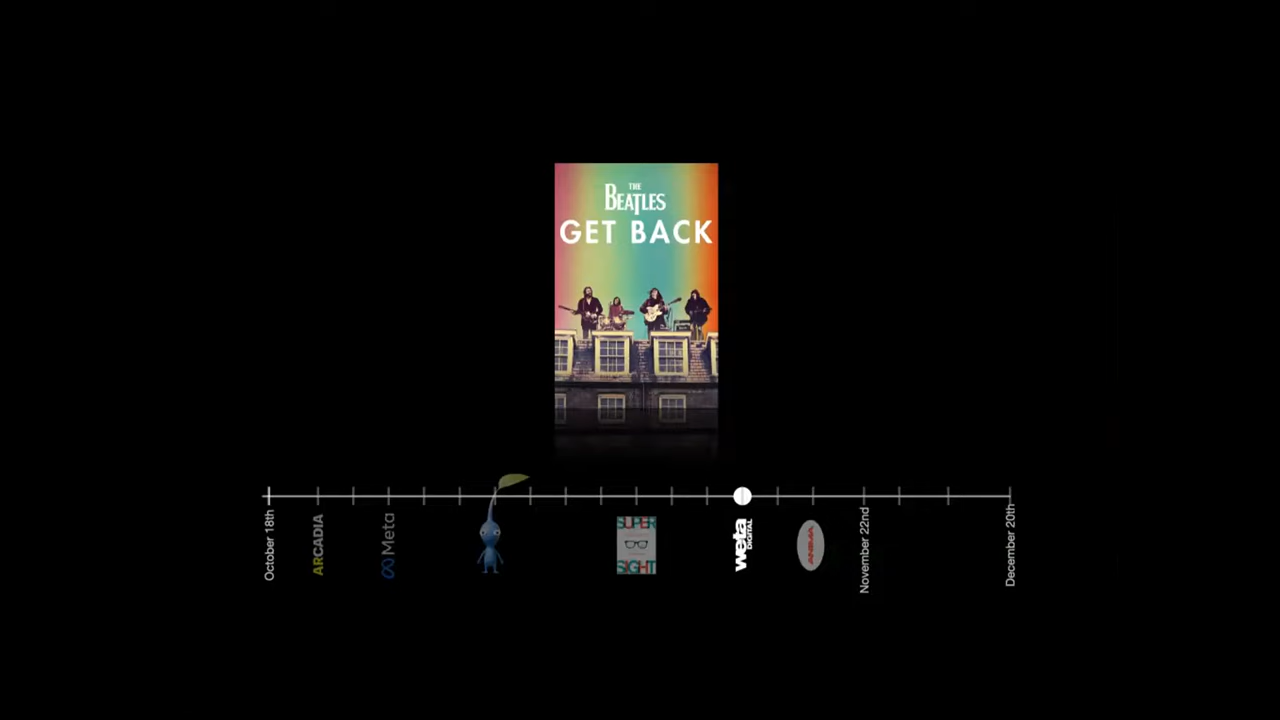 THE
BEATLES
GET BACK
October 18th
ARCADIA
Meta
SUPER
SIGHT
weta
DIGITAL
November 22nd
December 20th